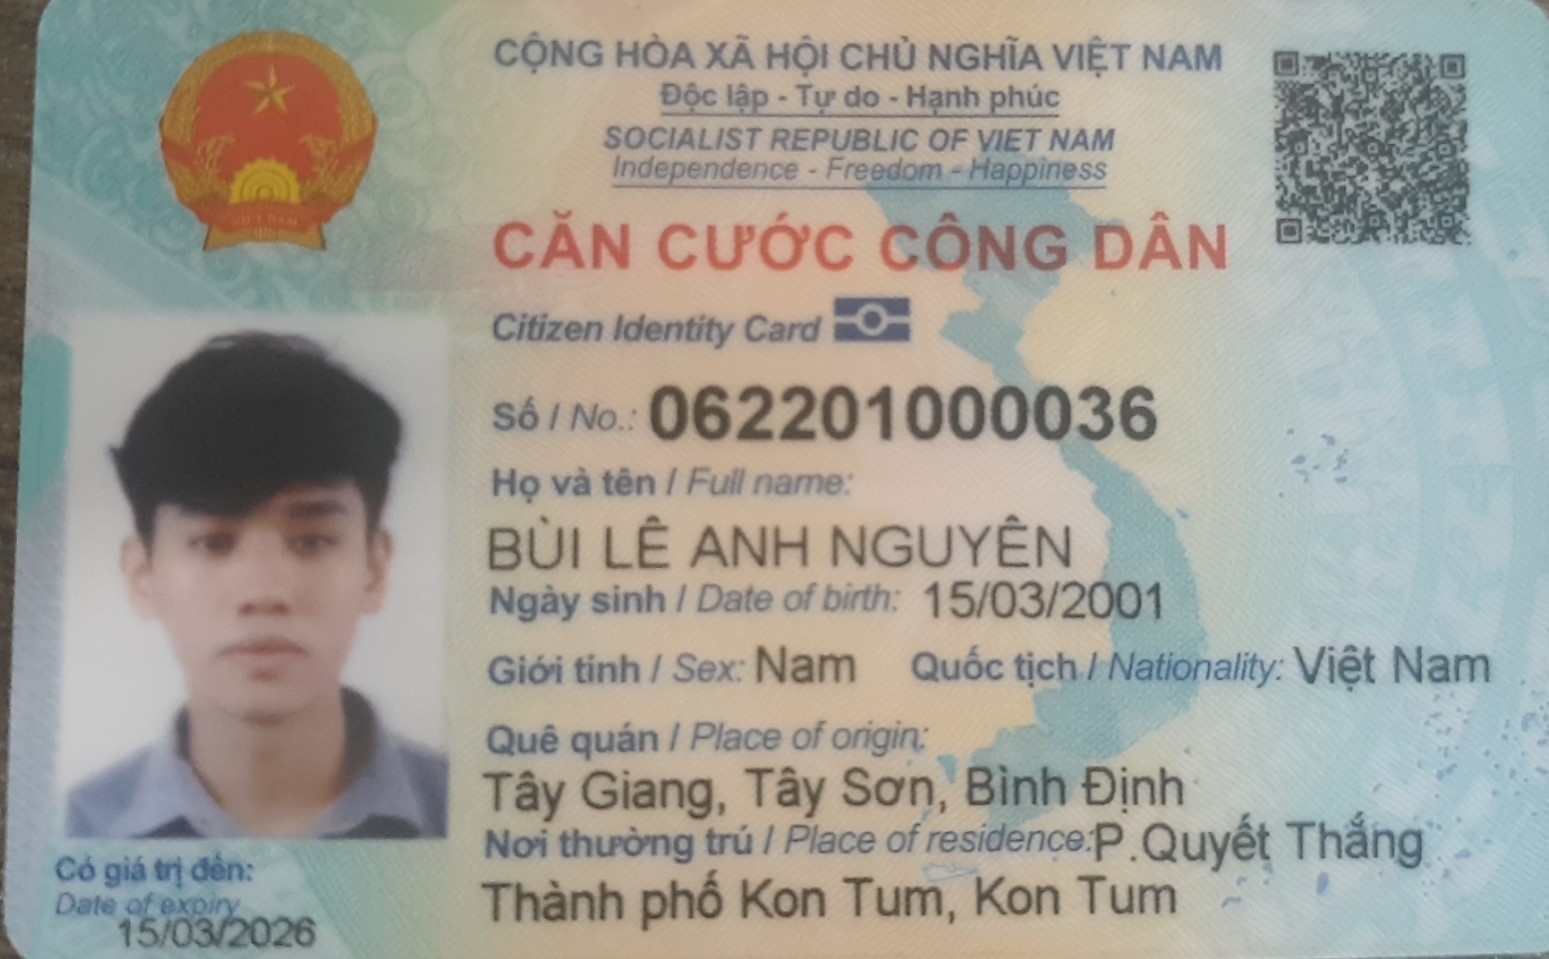 CỘNG HÒA XÃ HỘI CHỦ NGHĨA VIỆT NAM
Độc lập - Tự do - Hạnh phúc
SOCIALIST REPUBLIC OF VIET NAM
Independence - Freedom - Happiness
CĂN CƯỚC CÔNG DÂN
Citizen Identity Card
Số / No.: 062201000036
Họ và tên / Full name:
BÙI LÊ ANH NGUYÊN
Ngày sinh / Date of birth: 15/03/2001
Giới tính / Sex: Nam Quốc tịch / Nationality: Việt Nam
Quê quán / Place of origin:
Tây Giang, Tây Sơn, Bình Định
Nơi thường trú / Place of residence: P.Quyết Thắng
Thành phố Kon Tum, Kon Tum
Có giá trị đến:
Date of expiry
15/03/2026